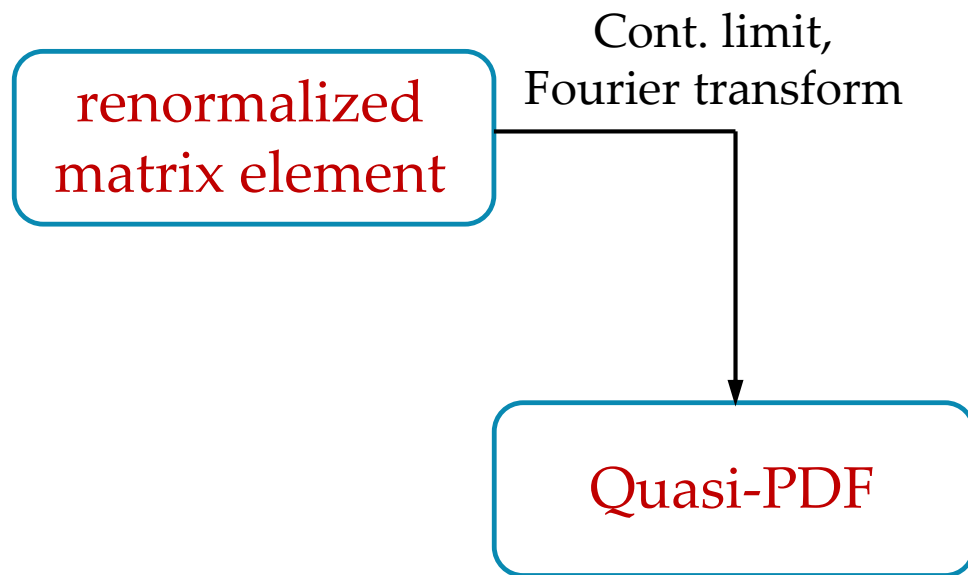 Cont. limit,
Fourier transform
renormalized
matrix element
Quasi-PDF